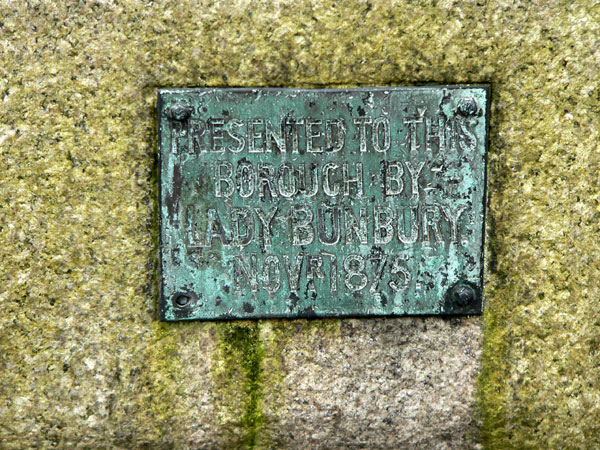 PRESENTED TO THIS
BOROUGH BY
LADY BUNBURY.
NOVR 1875.